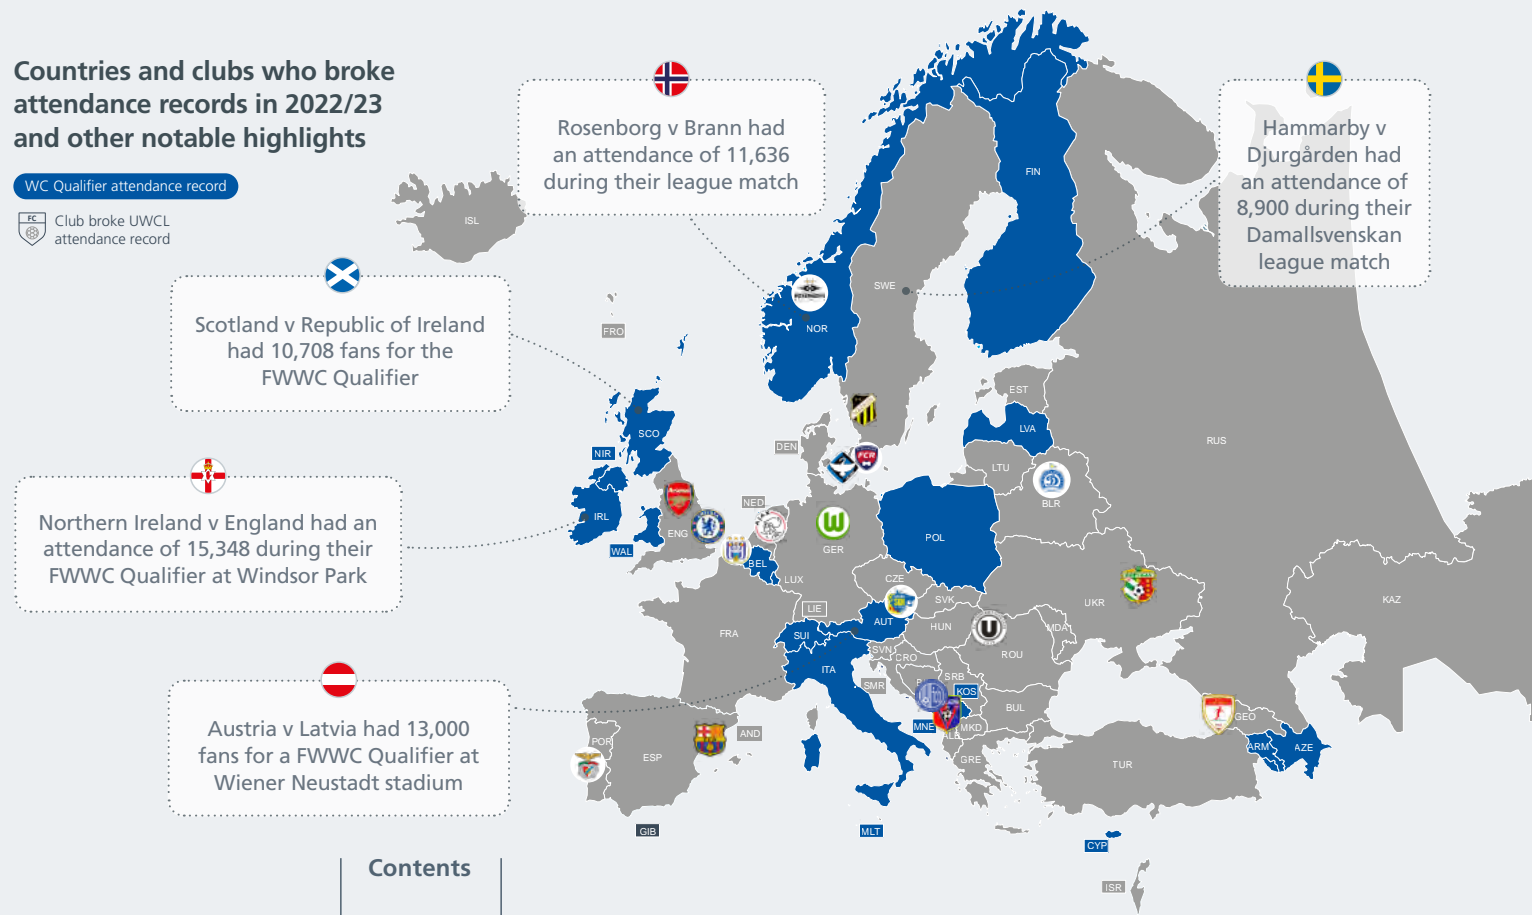 Countries and clubs who broke
attendance records in 2022/23
and other notable highlights
WC Qualifier attendance record
FC
Club broke UWCL
attendance record
Rosenborg v Brann had
an attendance of 11,636
during their league match
Hammarby v
Djurgården had
an attendance of
8,900 during their
Damallsvenskan
league match
Scotland v Republic of Ireland
had 10,708 fans for the
FWWC Qualifier
Northern Ireland v England had an
attendance of 15,348 during their
FWWC Qualifier at Windsor Park
Austria v Latvia had 13,000
fans for a FWWC Qualifier at
Wiener Neustadt stadium
ISL
FRO
FIN
SWE
NOR
EST
LVA
RUS
LTU
BLR
DEN
SCO
NIR
IRL
WAL
ENG
NED
BEL
GER
POL
LUX
CZE
LIE
SVK
UKR
KAZ
FRA
SUI
AUT
HUN
MDA
ROU
ITA
SVN
CRO
SMR
SRB
KOS
BUL
MNE
MKD
ALB
GRE
POR
ESP
AND
GIB
MLT
GEO
ARM
AZE
TUR
CYP
ISR
FCR
W
U
Contents